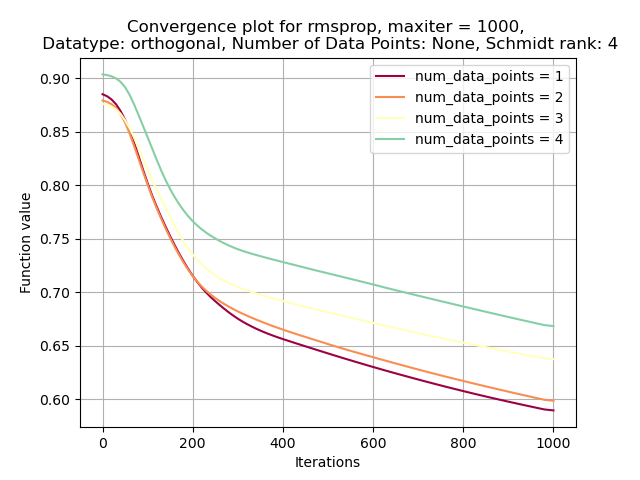 Convergence plot for rmsprop, maxiter = 1000,
Datatype: orthogonal, Number of Data Points: None, Schmidt rank: 4
num_data_points = 1
num_data_points = 2
num_data_points = 3
num_data_points = 4
Function value
0.90
0.85
0.80
0.75
0.70
0.65
0.60
0
200
400
600
800
1000
Iterations